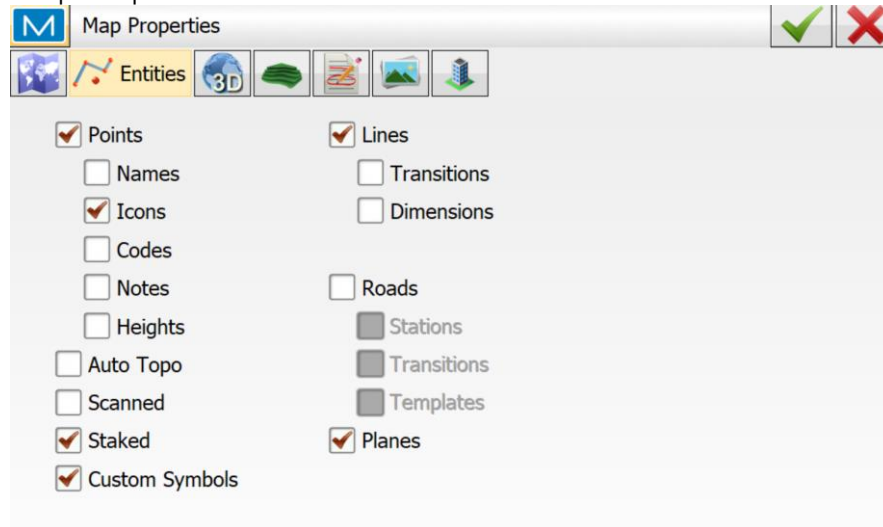 Map Properties
Entities
3D
Points
Names
Icons
Codes
Notes
Heights
Auto Topo
Scanned
Staked
Custom Symbols
Lines
Transitions
Dimensions
Roads
Stations
Transitions
Templates
Planes